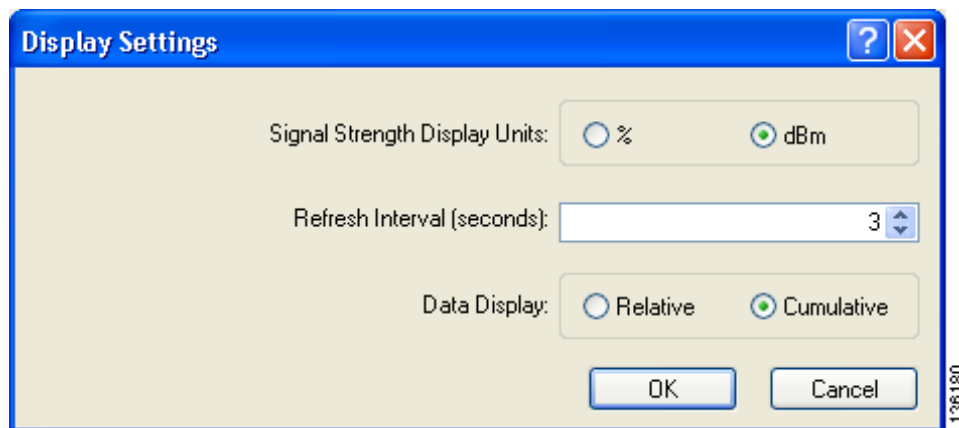 Display Settings
Signal Strength Display Units: % dBm
Refresh Interval (seconds): 3
Data Display: Relative Cumulative
OK Cancel
136180